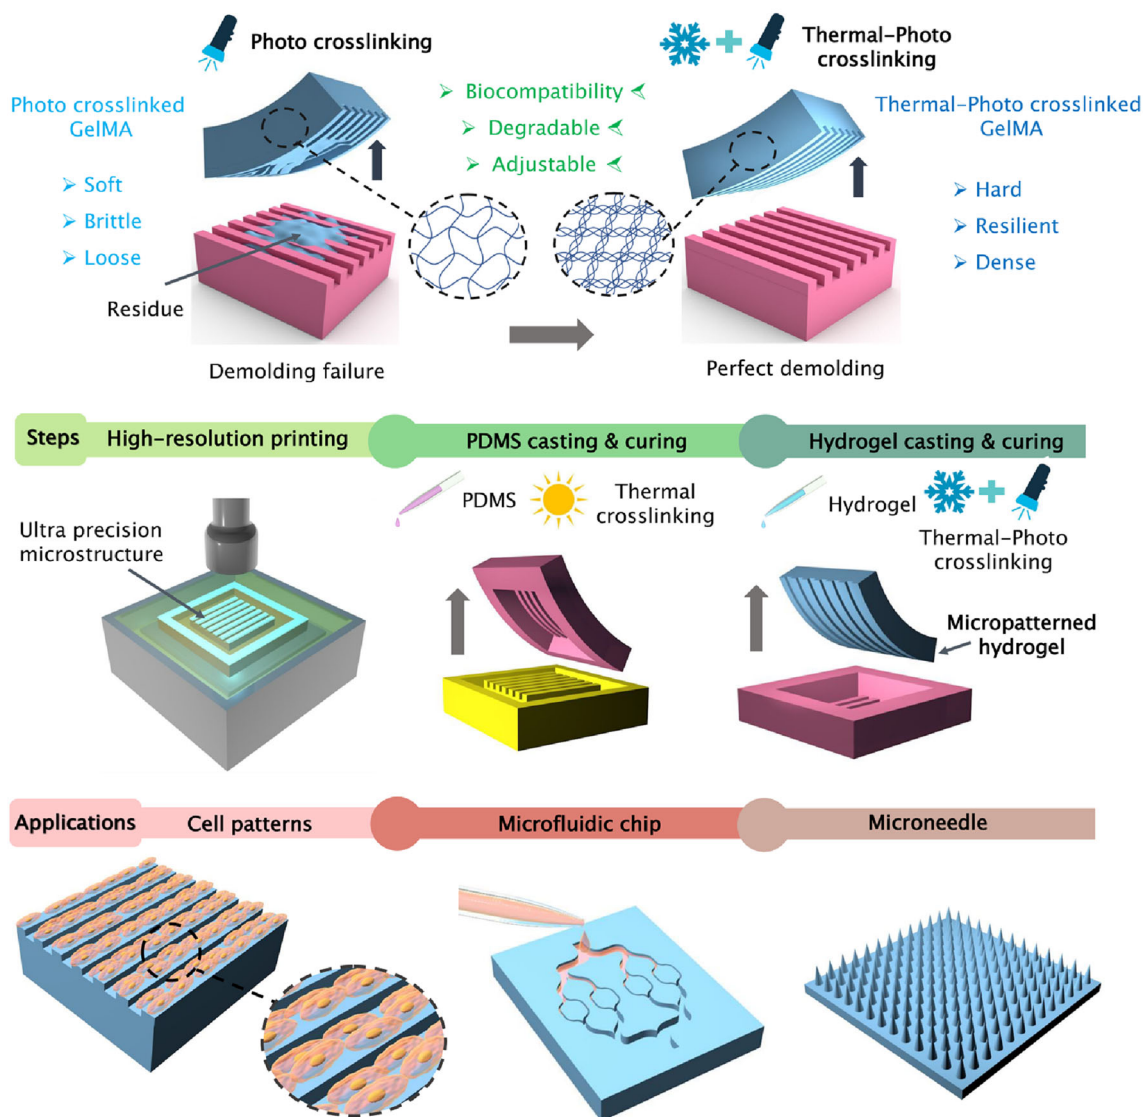 Photo crosslinking
Thermal-Photo
crosslinking
Photo crosslinked
GelMA
Soft
Brittle
Loose
Biocompatibility
Degradable
Adjustable
Thermal-Photo crosslinked
GelMA
Hard
Resilient
Dense
Residue
Demolding failure
Perfect demolding
Steps
High-resolution printing
PDMS casting & curing
Hydrogel casting & curing
Ultra precision
microstructure
PDMS
Thermal
crosslinking
Hydrogel
Thermal-Photo
crosslinking
Micropatterned
hydrogel
Applications
Cell patterns
Microfluidic chip
Microneedle